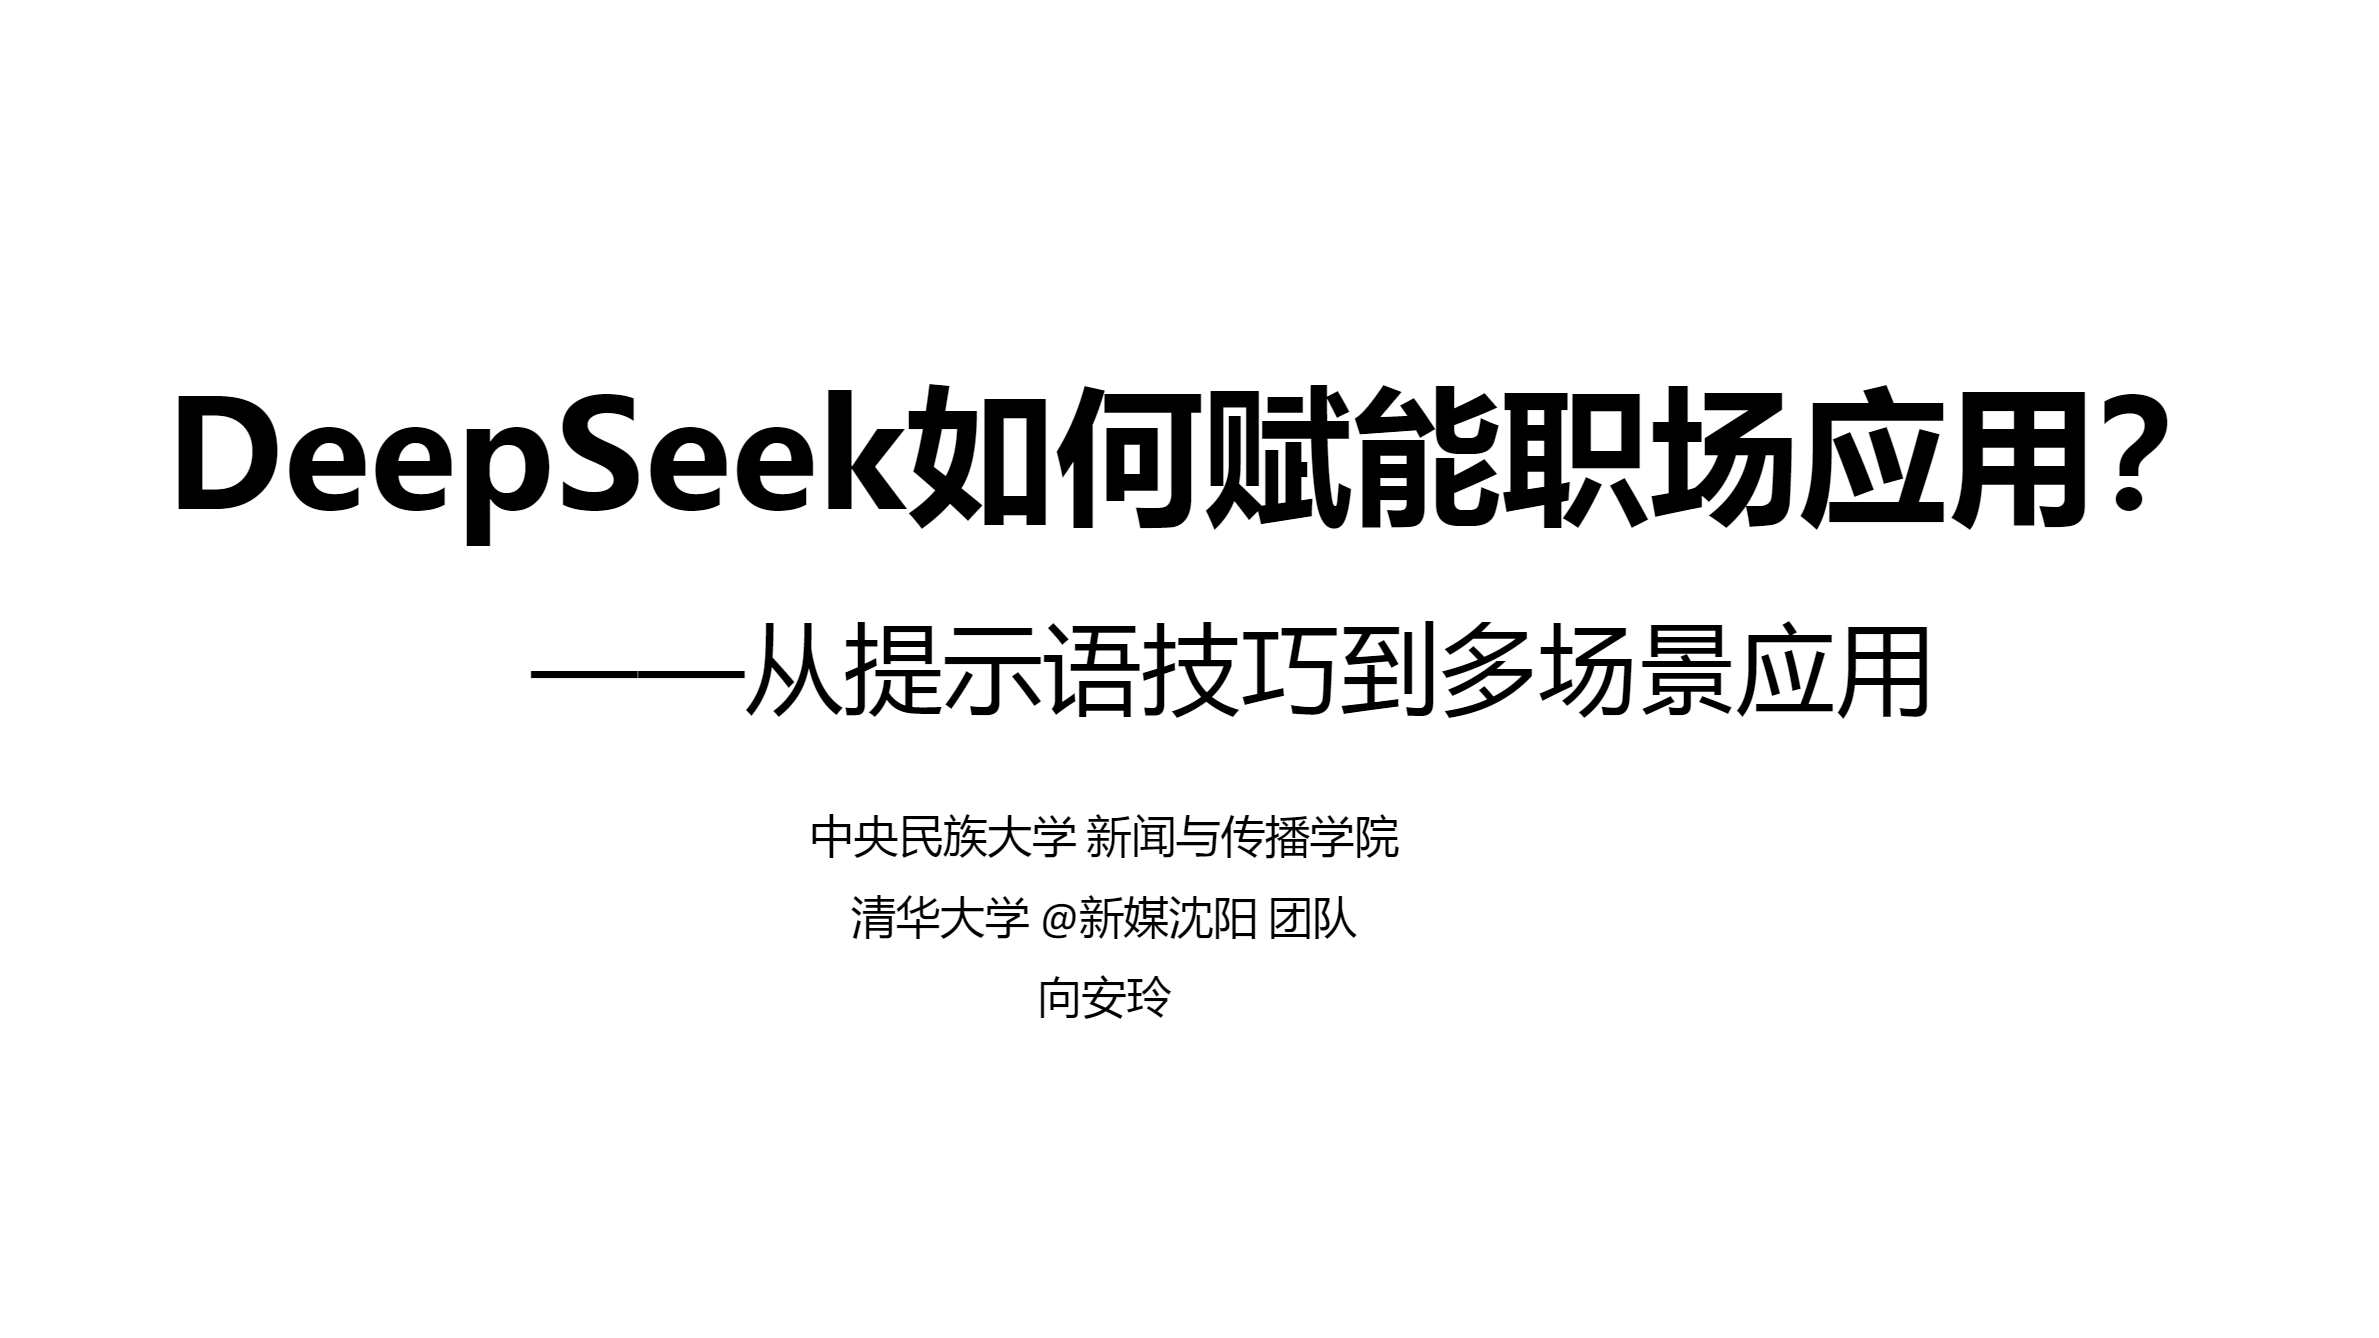 DeepSeek如何赋能职场应用?
——从提示语技巧到多场景应用
中央民族大学 新闻与传播学院
清华大学 @新媒沈阳 团队
向安玲